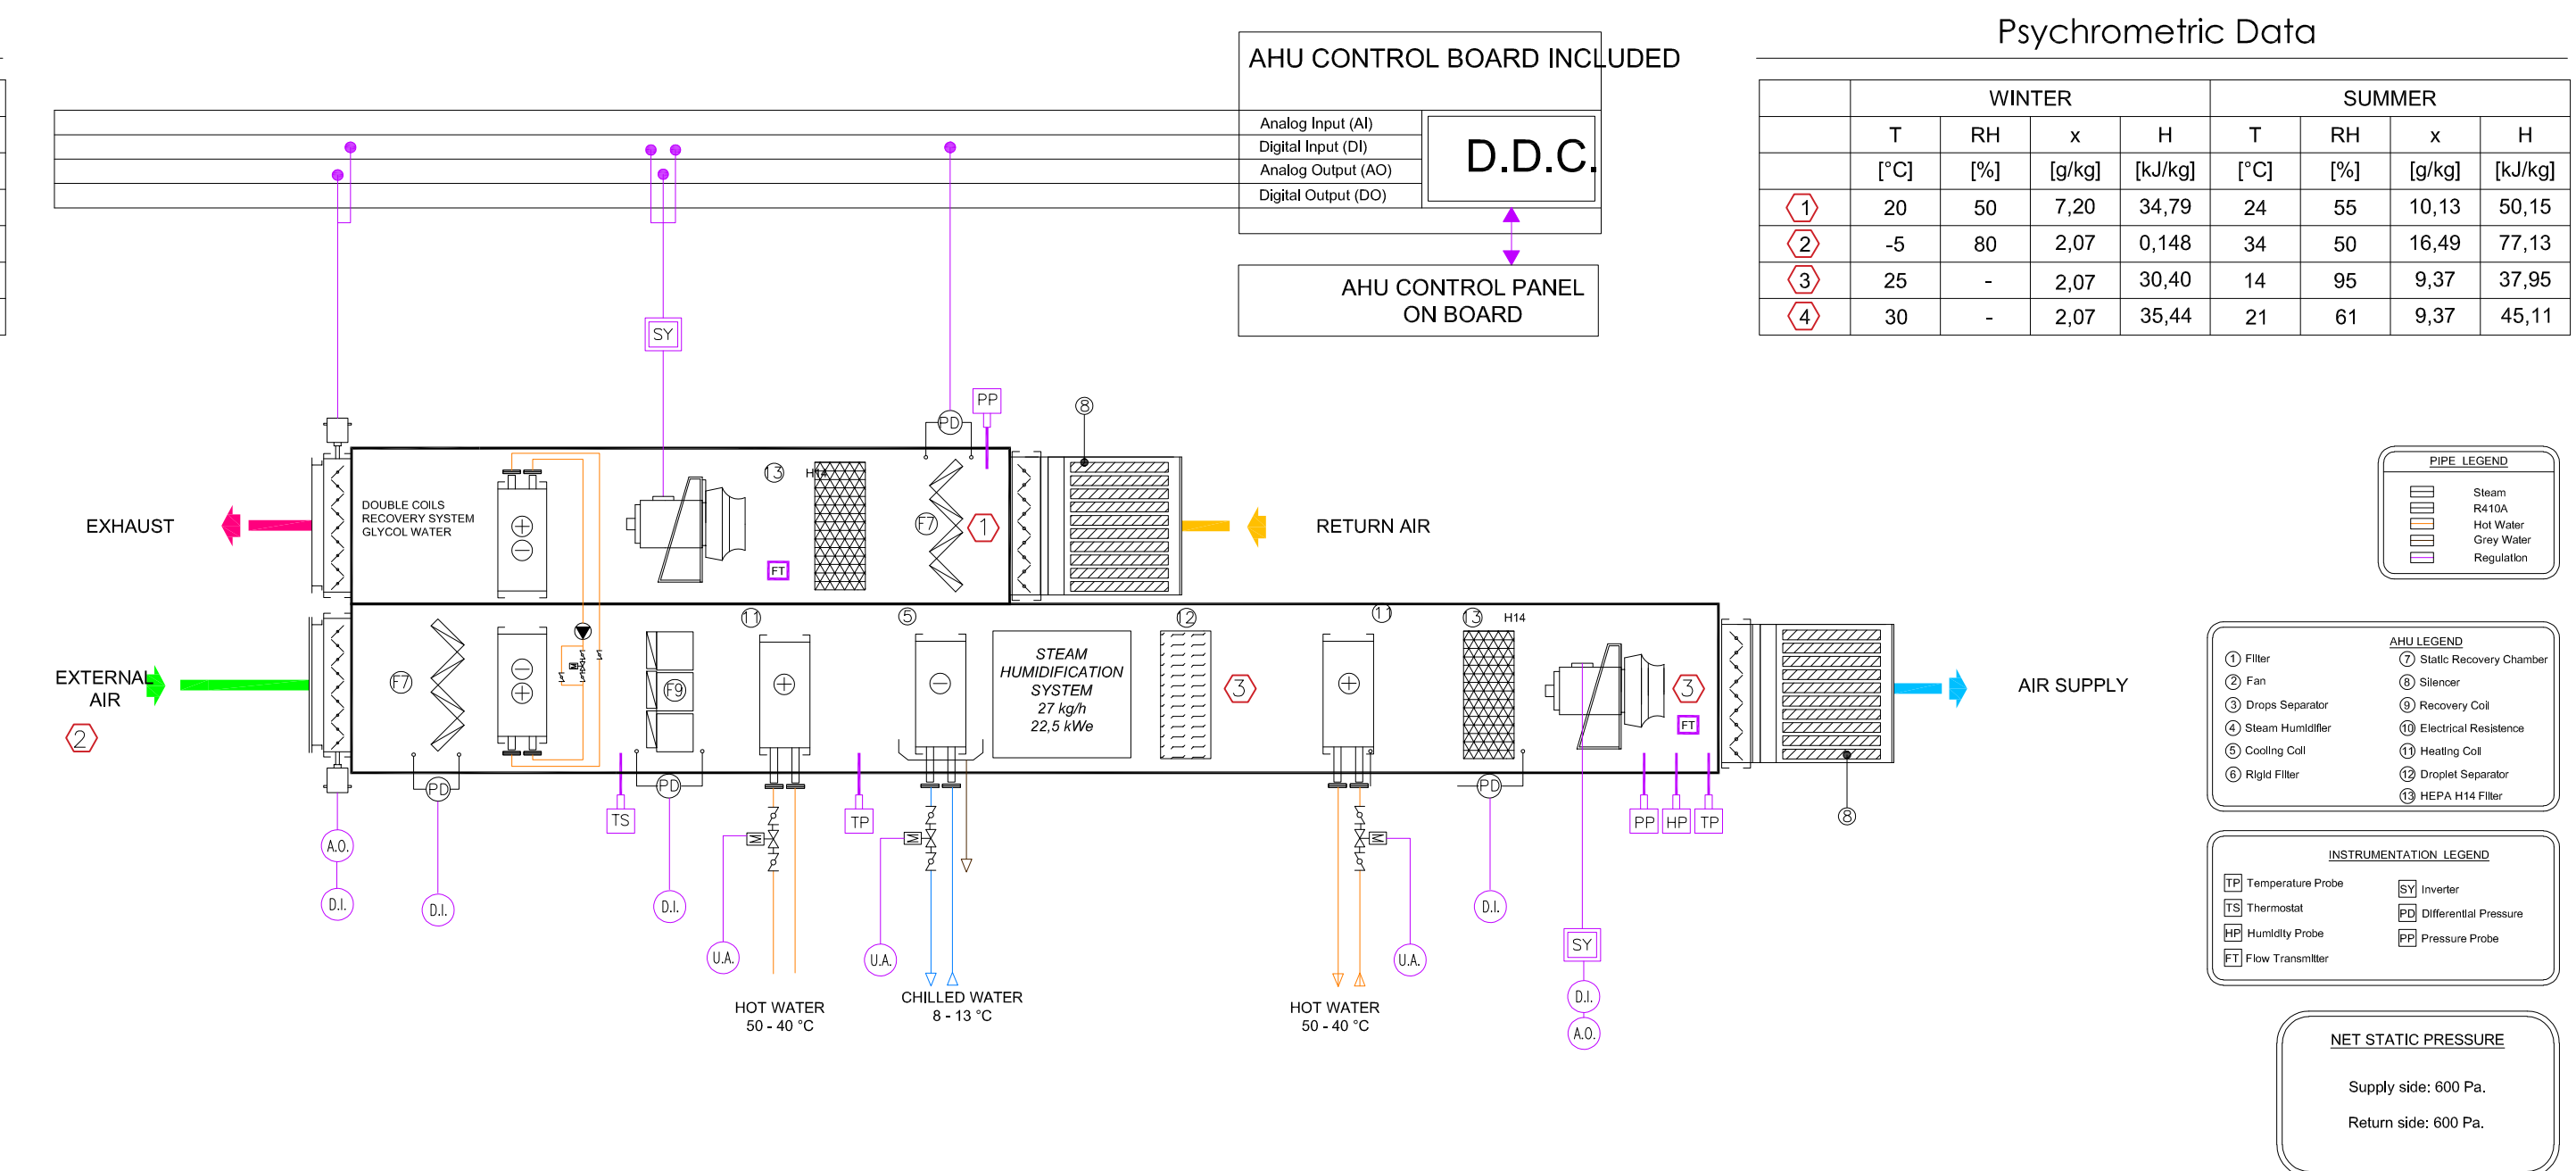 Psychrometric Data
AHU CONTROL BOARD INCLUDED
Analog Input (AI)
Digital Input (DI)
Analog Output (AO)
Digital Output (DO)
D.D.C.
AHU CONTROL PANEL
ON BOARD
WINTER SUMMER
T RH x H T RH x H
[°C] [%] [g/kg] [kJ/kg] [°C] [%] [g/kg] [kJ/kg]
1 20 50 7,20 34,79 24 55 10,13 50,15
2 -5 80 2,07 0,148 34 50 16,49 77,13
3 25 - 2,07 30,40 14 95 9,37 37,95
4 30 - 2,07 35,44 21 61 9,37 45,11
SY
PP
PD
8
13 H14
DOUBLE COILS
RECOVERY SYSTEM
GLYCOL WATER
F7
1
FT
EXHAUST
RETURN AIR
11
5
12
11
13 H14
EXTERNAL
AIR
2
F7
M
F9
STEAM
HUMIDIFICATION
SYSTEM
27 kg/h
22,5 kWe
3
3
FT
AIR SUPPLY
PD
TS
PD
TP
PD
PP HP TP
8
M
M
M
A.O.
D.I.
D.I.
D.I.
U.A.
U.A.
U.A.
D.I.
SY
D.I.
A.O.
HOT WATER
50 - 40 °C
CHILLED WATER
8 - 13 °C
HOT WATER
50 - 40 °C
PIPE LEGEND
Steam
R410A
Hot Water
Grey Water
Regulation
AHU LEGEND
1 Filter
2 Fan
3 Drops Separator
4 Steam Humidifier
5 Cooling Coil
6 Rigid Filter
7 Static Recovery Chamber
8 Silencer
9 Recovery Coil
10 Electrical Resistence
11 Heating Coil
12 Droplet Separator
13 HEPA H14 Filter
INSTRUMENTATION LEGEND
TP Temperature Probe
TS Thermostat
HP Humidity Probe
FT Flow Transmitter
SY Inverter
PD Differential Pressure
PP Pressure Probe
NET STATIC PRESSURE
Supply side: 600 Pa.
Return side: 600 Pa.